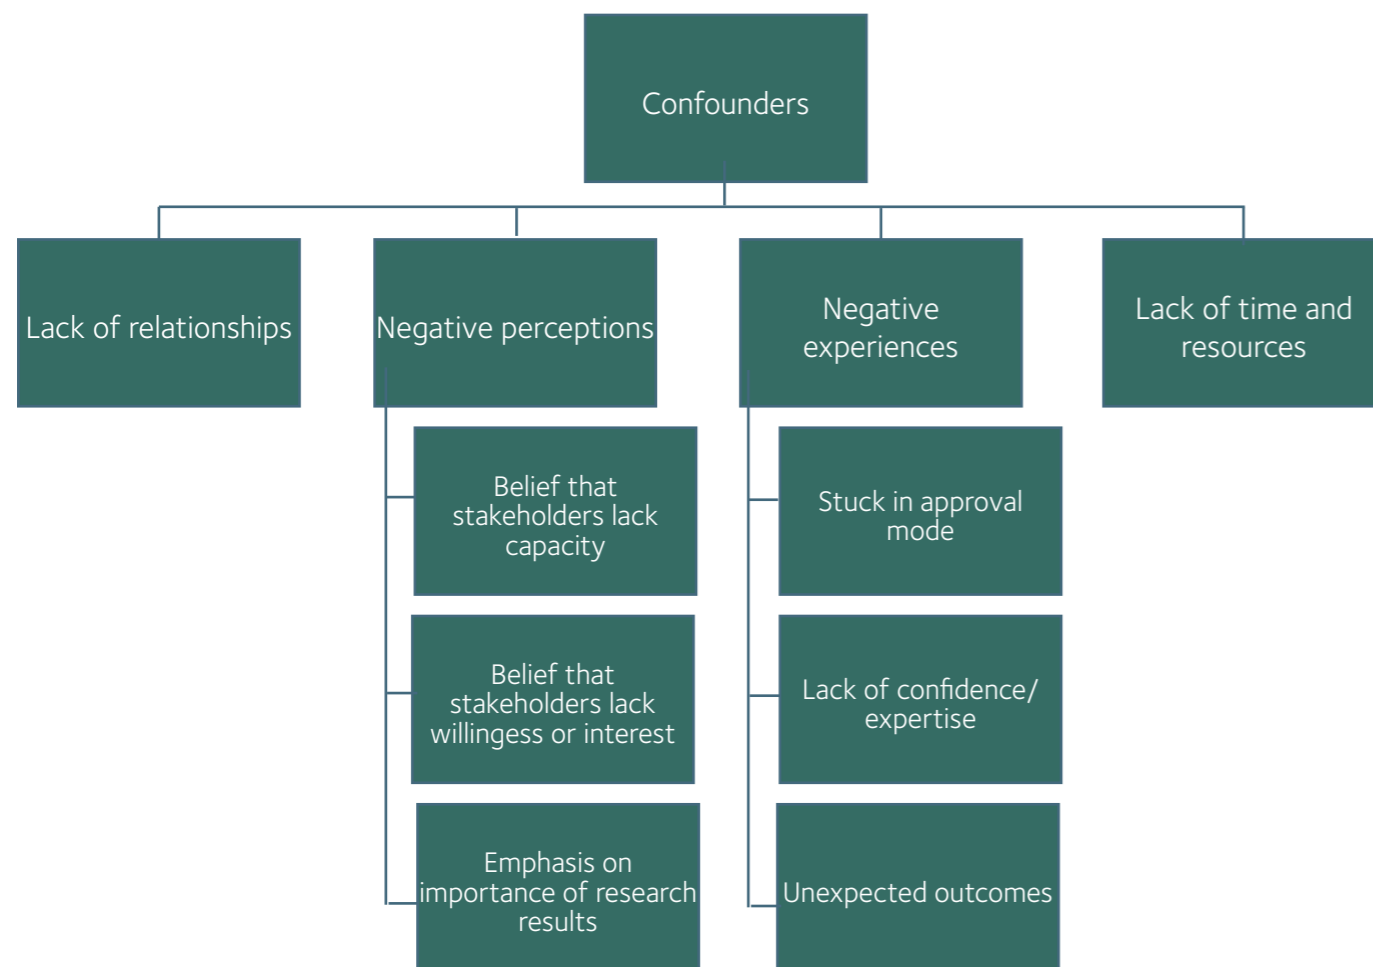 Confounders
Lack of relationships
Negative perceptions
Negative
experiences
Lack of time and
resources
Belief that
stakeholders lack
capacity
Belief that
stakeholders lack
willingess or interest
Emphasis on
importance of research
results
Stuck in approval
mode
Lack of confidence/
expertise
Unexpected outcomes